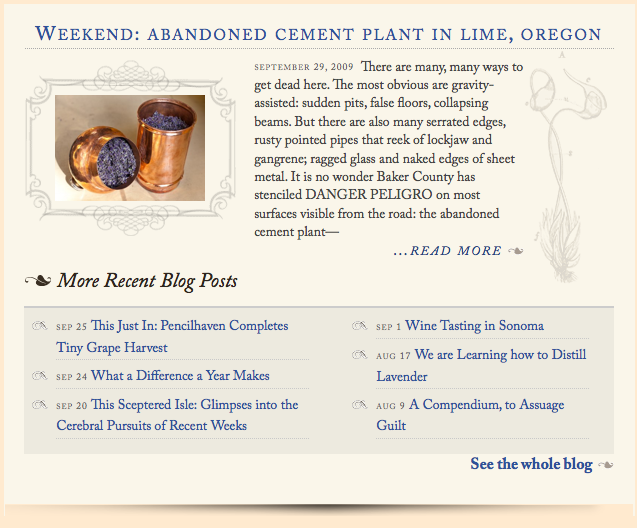 Weekend: abandoned cement plant in Lime, Oregon
September 29, 2009 There are many, many ways to
get dead here. The most obvious are gravity-
assisted: sudden pits, false floors, collapsing
beams. But there are also many serrated edges,
rusty pointed pipes that reek of lockjaw and
gangrene; ragged glass and naked edges of sheet
metal. It is no wonder Baker County has
stenciled DANGER PELIGRO on most
surfaces visible from the road: the abandoned
cement plant—
...READ MORE
More Recent Blog Posts
SEP 25 This Just In: Pencilhaven Completes
Tiny Grape Harvest
SEP 24 What a Difference a Year Makes
SEP 20 This Sceptered Isle: Glimpses into the
Cerebral Pursuits of Recent Weeks
SEP 1 Wine Tasting in Sonoma
AUG 17 We are Learning how to Distill
Lavender
AUG 9 A Compendium, to Assuage
Guilt
See the whole blog